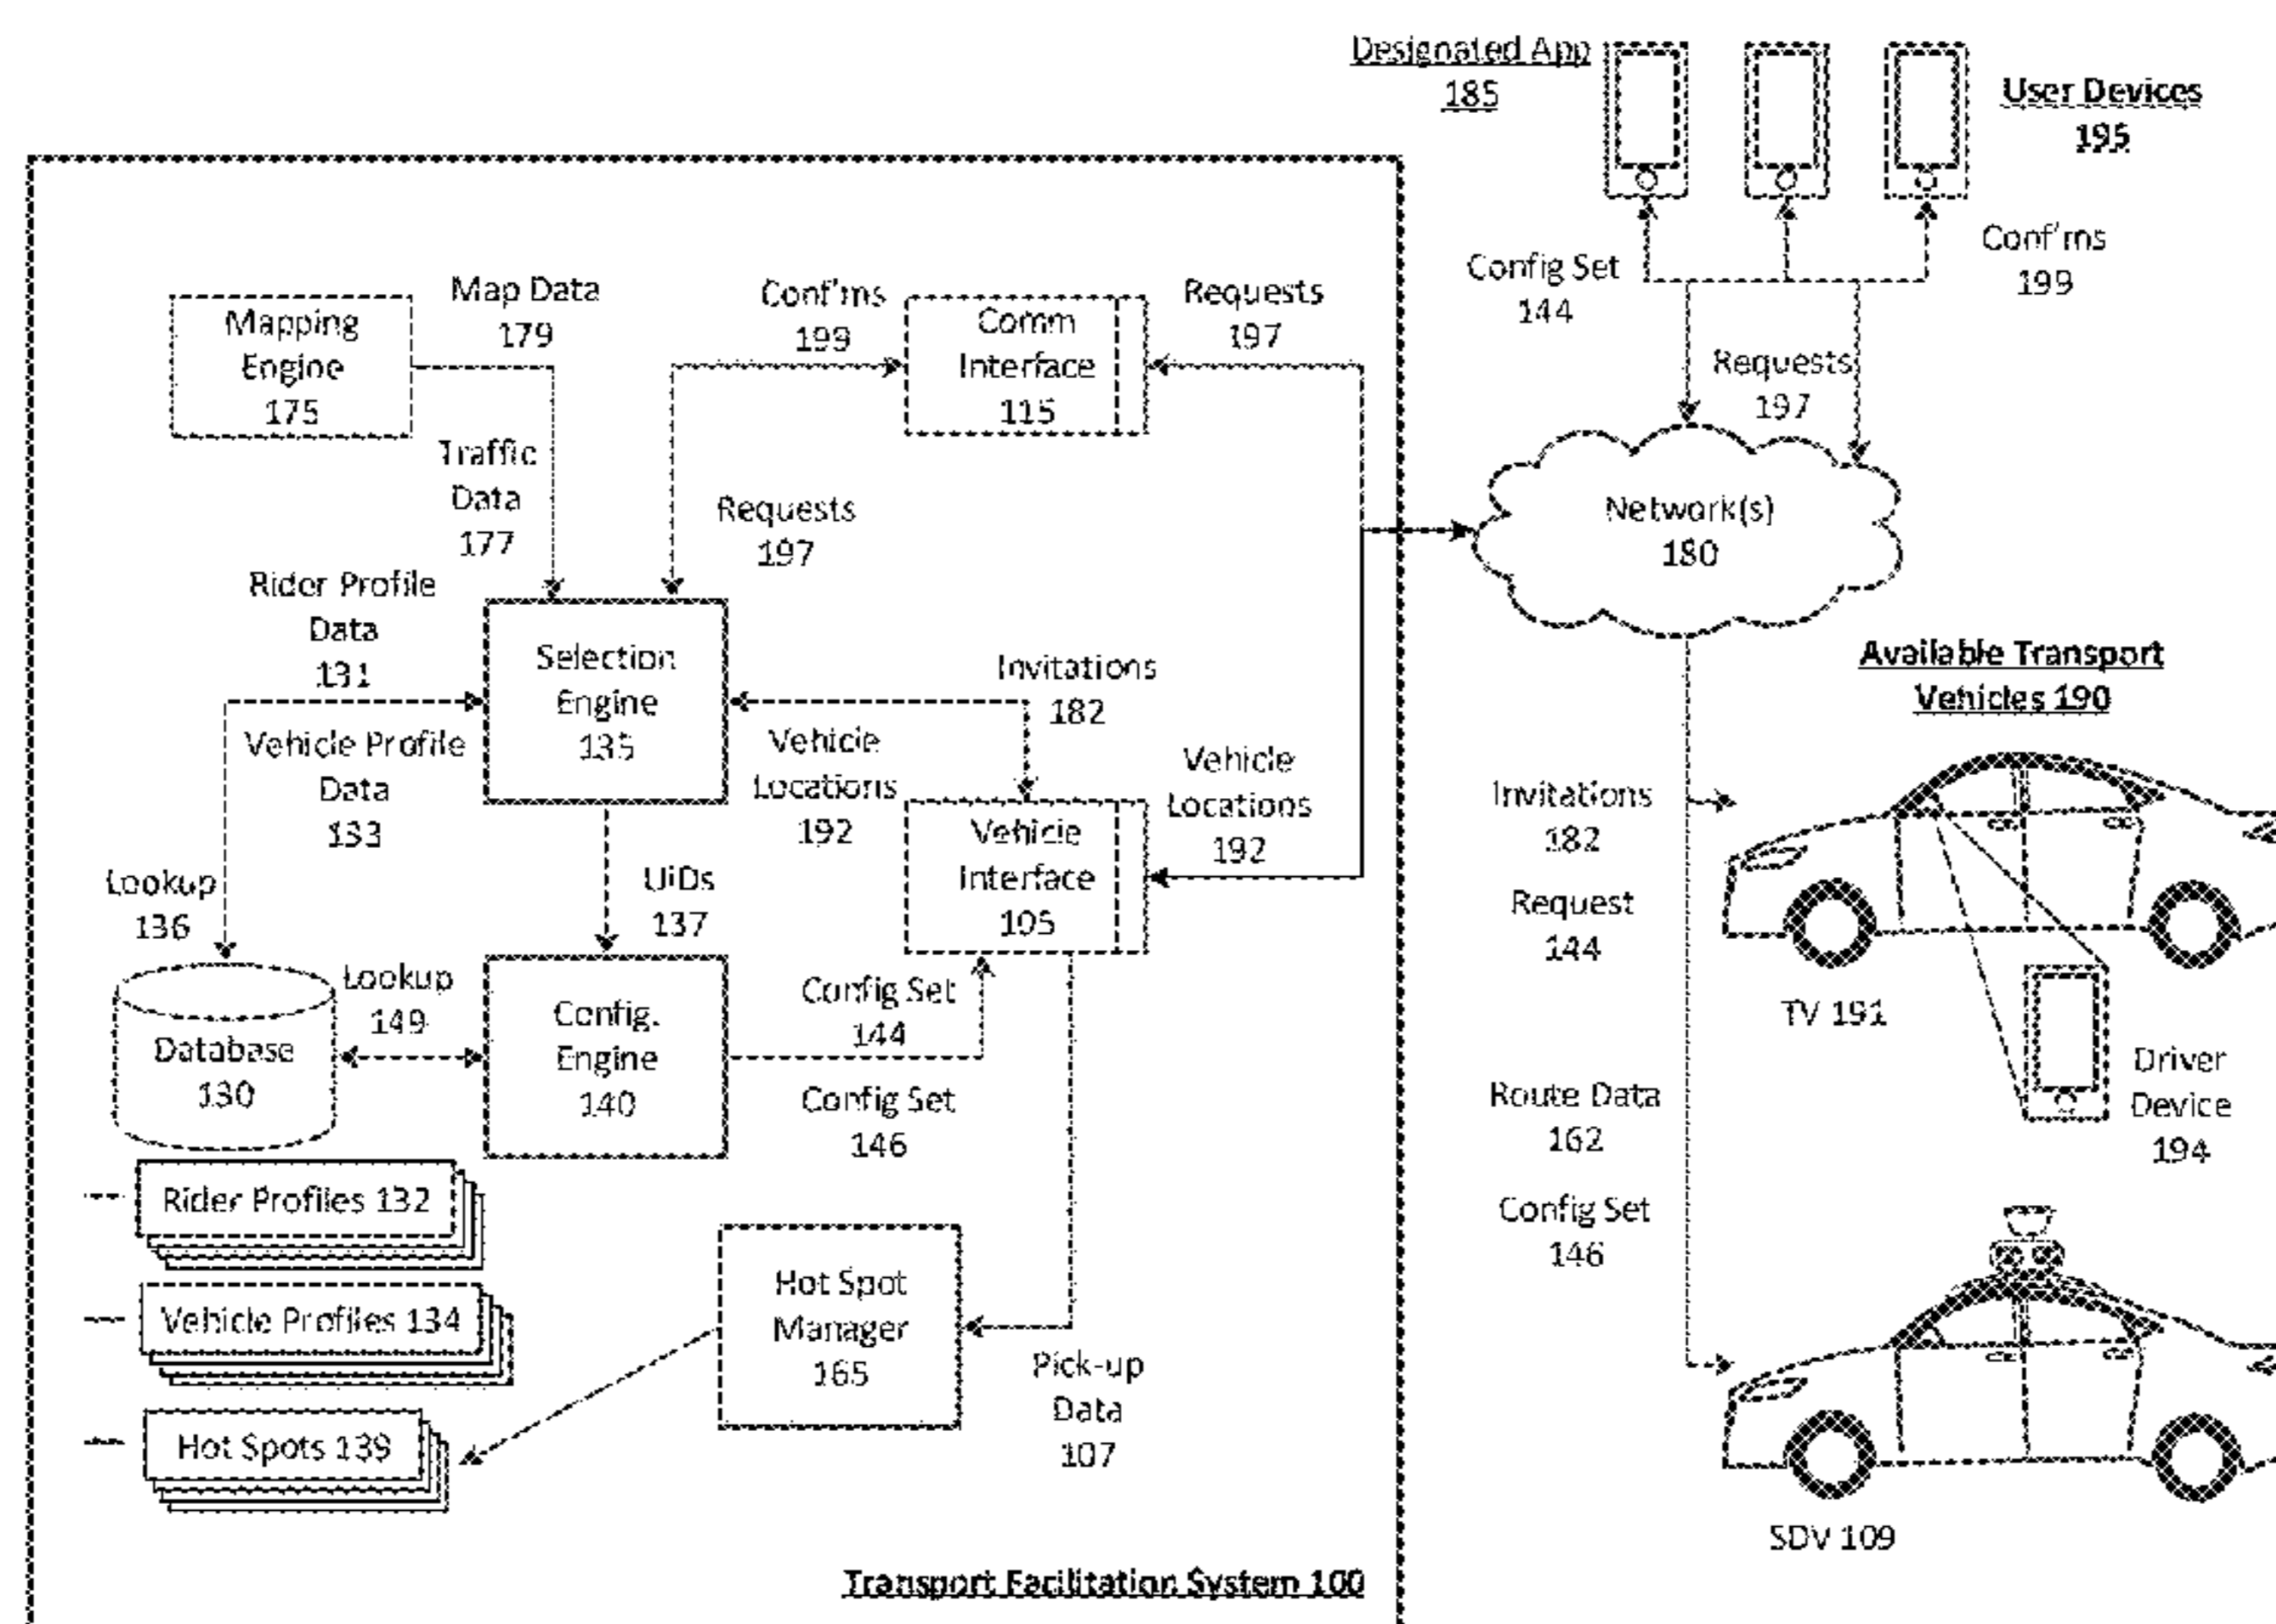 Designated App
185
User Devices
195
Config Set
144
Conf'ms
199
Requests
197
Mapping
Engine
175
Map Data
179
Conf'ms
199
Comm
Interface
115
Requests
197
Traffic
Data
177
Requests
197
Network(s)
180
Rider Profile
Data
131
Selection
Engine
135
Invitations
182
Vehicle Profile
Data
133
Vehicle
Locations
192
Vehicle
Interface
105
Vehicle
Locations
192
Available Transport
Vehicles 190
Lookup
136
UIDs
137
Invitations
182
Request
144
Lookup
149
Database
130
Config.
Engine
140
Config Set
144
Config Set
146
TV 191
Driver
Device
194
Route Data
162
Config Set
146
Rider Profiles 132
Vehicle Profiles 134
Hot Spots 139
Hot Spot
Manager
165
Pick-up
Data
107
SDV 109
Transport Facilitation System 100